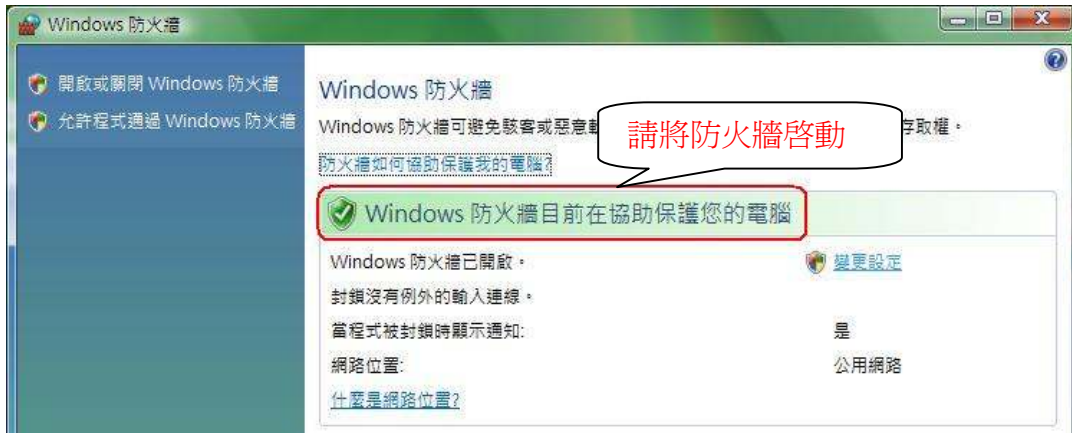 Windows 防火牆
開啟或關閉 Windows 防火牆
允許程式通過 Windows 防火牆
Windows 防火牆
Windows 防火牆可避免駭客或惡意
存取權。
請將防火牆啓動
防火牆如何協助保護我的電腦?
Windows 防火牆目前在協助保護您的電腦
Windows 防火牆已開啟。
變更設定
封鎖沒有例外的輸入連線。
當程式被封鎖時顯示通知: 是
網路位置: 公用網路
什麼是網路位置?